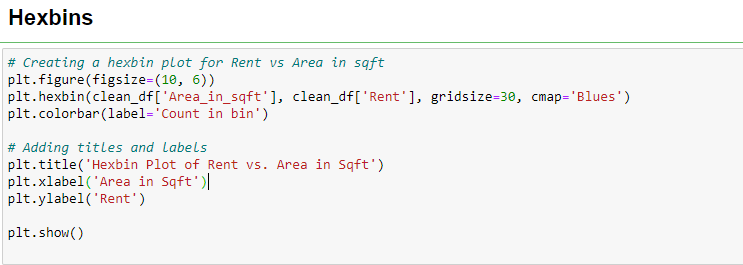 Hexbins
# Creating a hexbin plot for Rent vs Area in sqft
plt.figure(figsize=(10, 6))
plt.hexbin(clean_df['Area_in_sqft'], clean_df['Rent'], gridsize=30, cmap='Blues')
plt.colorbar(label='Count in bin')
# Adding titles and labels
plt.title('Hexbin Plot of Rent vs. Area in Sqft')
plt.xlabel('Area in Sqft')
plt.ylabel('Rent')
plt.show()